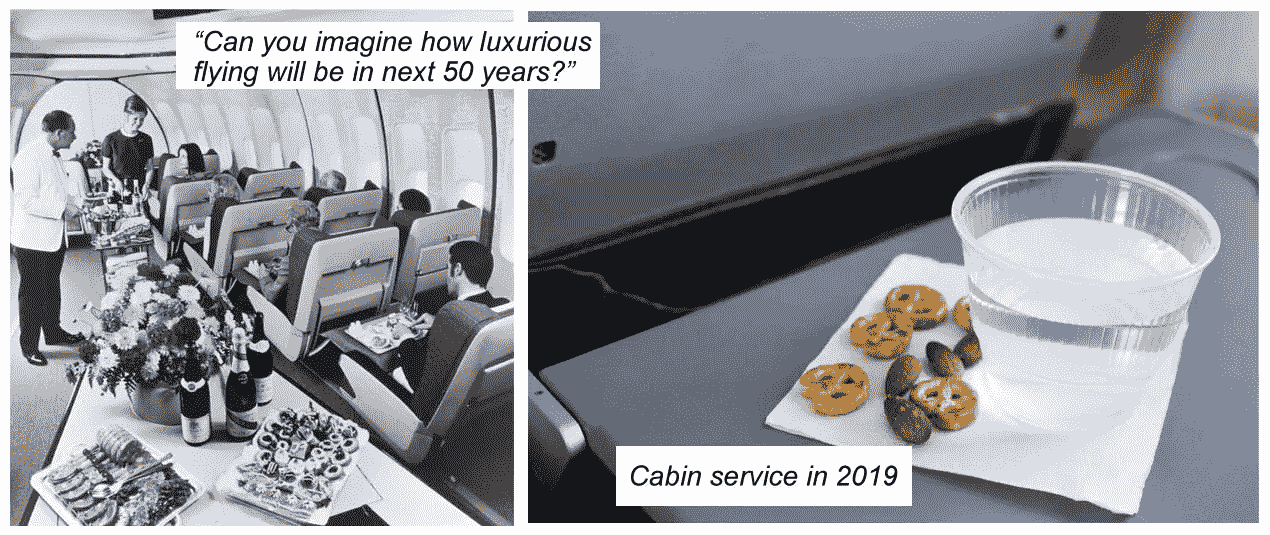 “Can you imagine how luxurious
flying will be in next 50 years?”
Cabin service in 2019